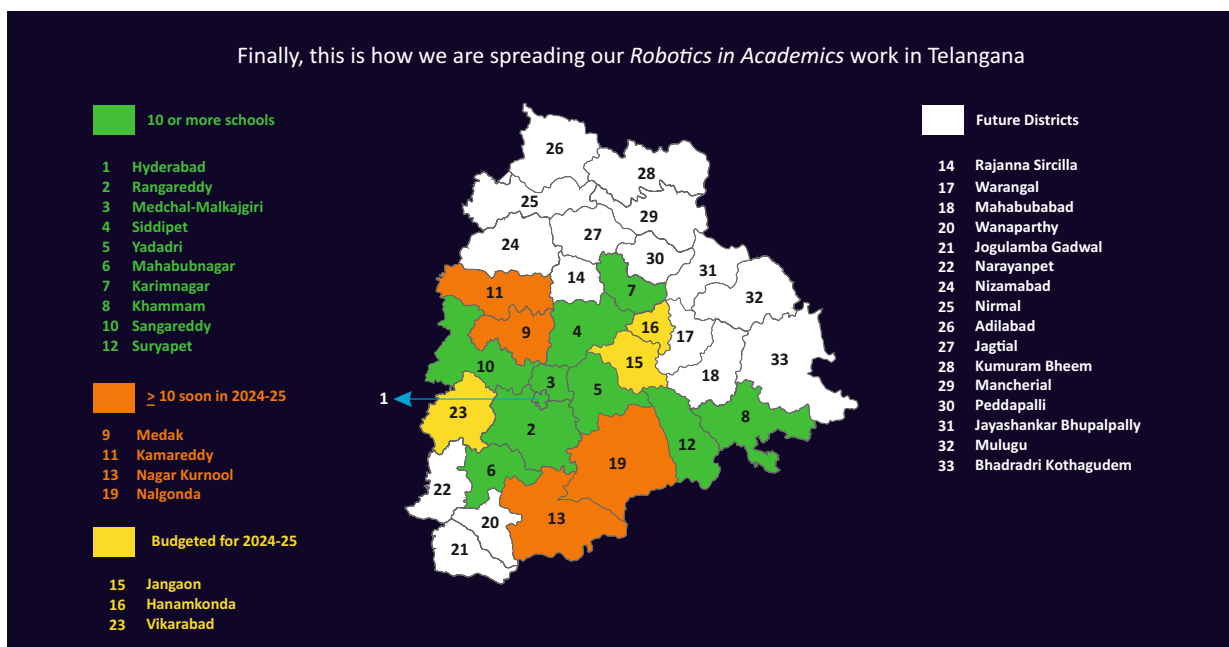 Finally, this is how we are spreading our Robotics in Academics work in Telangana
10 or more schools
1 Hyderabad
2 Rangareddy
3 Medchal-Malkajgiri
4 Siddipet
5 Yadadri
6 Mahabubnagar
7 Karimnagar
8 Khammam
10 Sangareddy
12 Suryapet
≥ 10 soon in 2024-25
9 Medak
11 Kamareddy
13 Nagar Kurnool
19 Nalgonda
Budgeted for 2024-25
15 Jangaon
16 Hanamkonda
23 Vikarabad
26
28
25
29
24
27
30
14
31
11
7
32
9
4
16
17
10
3
15
33
18
1
5
23
2
8
12
6
19
22
20
13
21
Future Districts
14 Rajanna Sircilla
17 Warangal
18 Mahabubabad
20 Wanaparthy
21 Jogulamba Gadwal
22 Narayanpet
24 Nizamabad
25 Nirmal
26 Adilabad
27 Jagtial
28 Kumuram Bheem
29 Mancherial
30 Peddapalli
31 Jayashankar Bhupalpally
32 Mulugu
33 Bhadradri Kothagudem